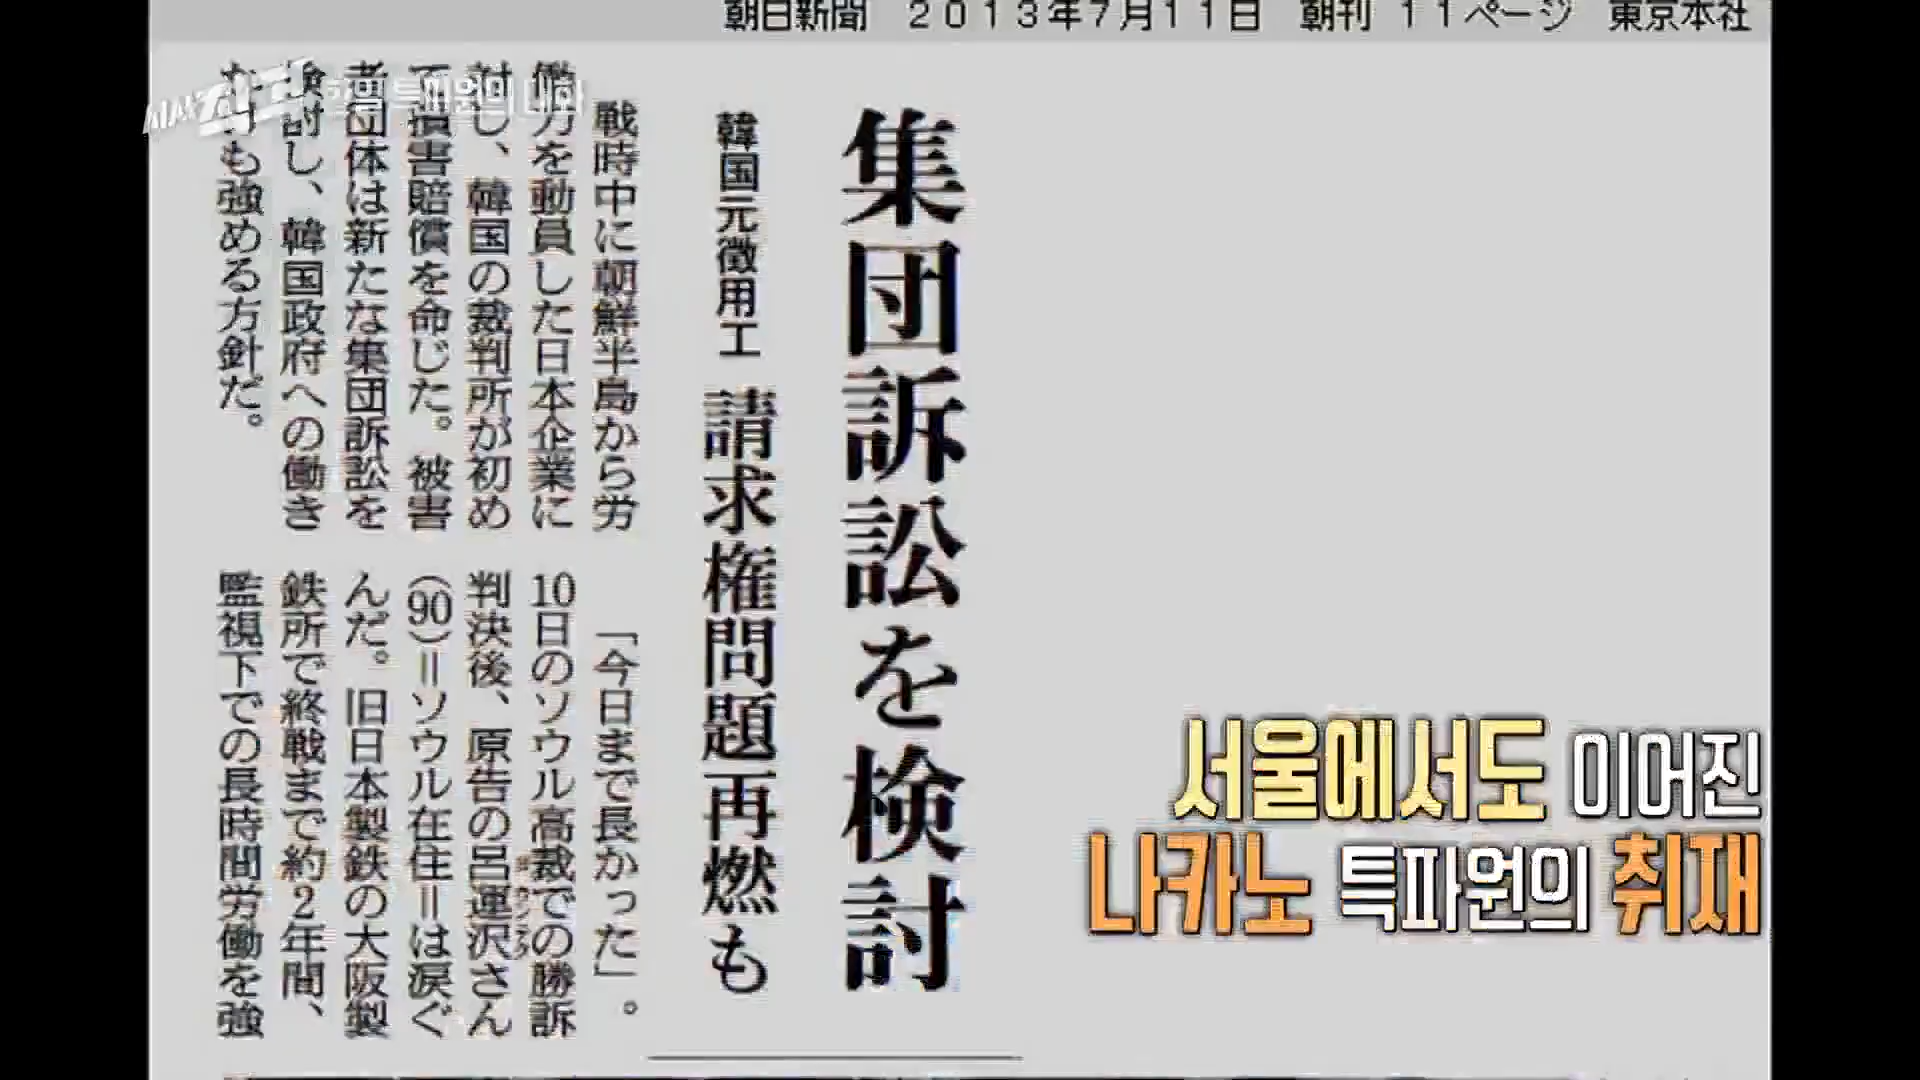 朝日新聞 2013年7月11日 朝刊 11ページ 東京本社
集団訴訟を検討
韓国元徴用工 請求権問題再燃も
戦時中に朝鮮半島から労
働力を動員した日本企業に
対し、韓国の裁判所が初め
て損害賠償を命じた。被害
者団体は新たな集団訴訟を
検討し、韓国政府への働き
かけも強める方針だ。
「今日まで長かった」。
10日のソウル高裁での勝訴
判決後、原告の呂運沢さん
(90)=ソウル在住=は涙ぐ
んだ。旧日本製鉄の大阪製
鉄所で終戦まで約2年間、
監視下での長時間労働を強
서울에서도 이어진
나카노 특파원의 취재